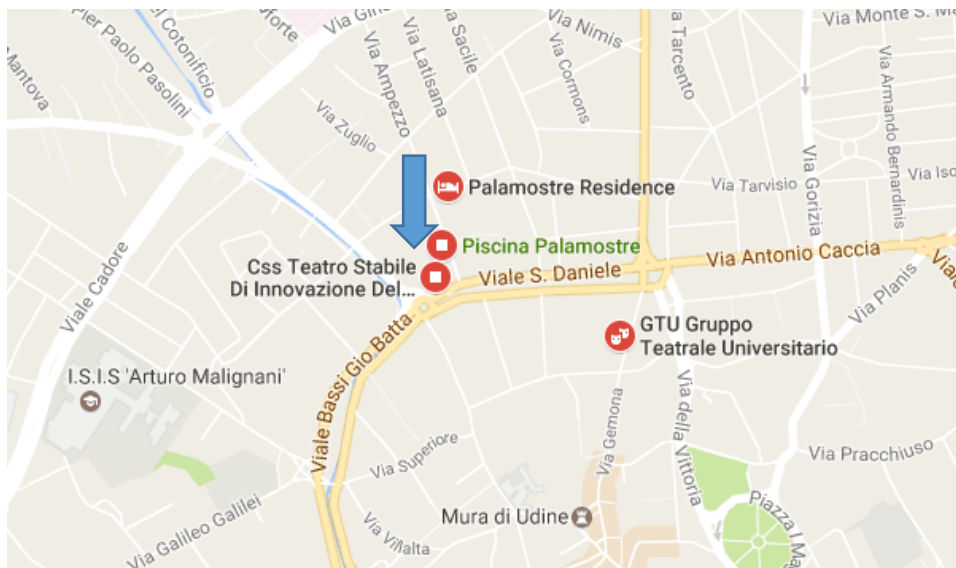 Via Gino
Via Monte S. M
el Cotonificio
Pier Paolo Pasolini
Mantova
Via Sacile
Via Latisana
Via Ampezzo
Via Nimis
Via Cormons
Via Tarcento
Via Armando Bernardinis
Via Zuglio
Via Gorizia
Via Iso
Via Tarvisio
Palamostre Residence
Piscina Palamostre
Css Teatro Stabile
Di Innovazione Del...
Viale S. Daniele
Via Antonio Caccia
Viale
Via Planis
Viale Cadore
GTU Gruppo
Teatrale Universitario
Viale Bassi Gio Batta
I.S.I.S 'Arturo Malignani'
Via Superiore
Via Gemona
Via della Vittoria
Via Pracchiuso
Via Galileo Galilei
Via Villalta
Mura di Udine
Piazza I Ma